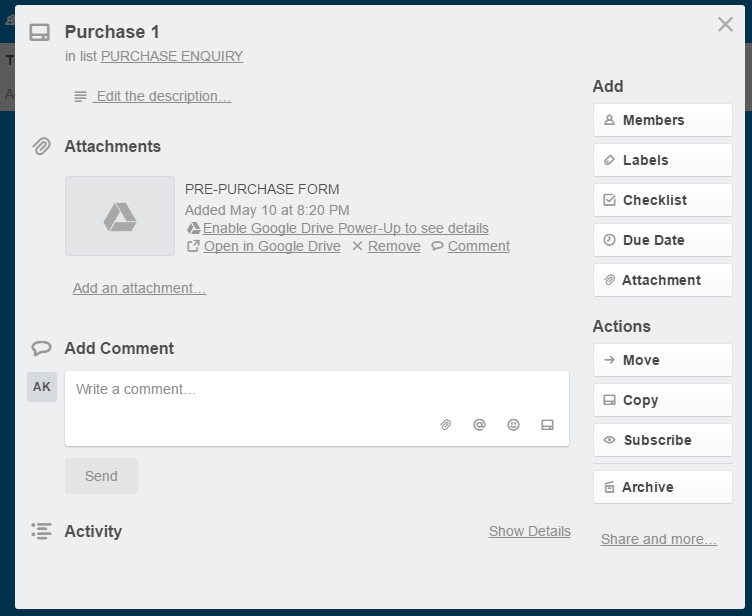 Purchase 1
in list PURCHASE ENQUIRY
Edit the description…
Attachments
PRE-PURCHASE FORM
Added May 10 at 8:20 PM
Enable Google Drive Power-Up to see details
Open in Google Drive Remove Comment
Add an attachment…
Add Comment
AK
Write a comment…
Send
Activity
Show Details
Add
Members
Labels
Checklist
Due Date
Attachment
Actions
Move
Copy
Subscribe
Archive
Share and more…